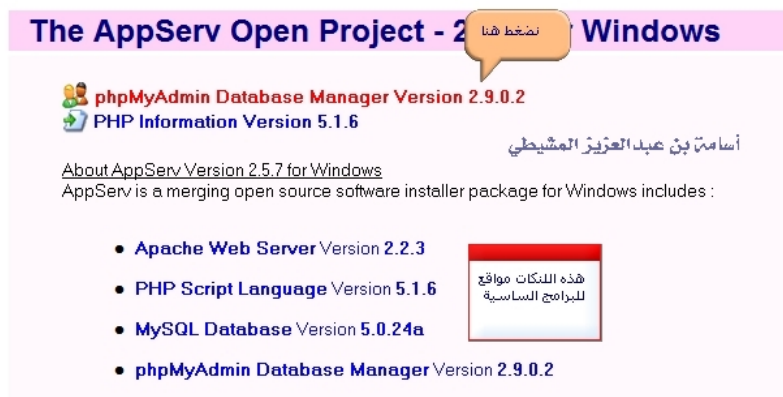 The AppServ Open Project - 2 Windows
نضغط هنا
phpMyAdmin Database Manager Version 2.9.0.2
PHP Information Version 5.1.6
أسامة بن عبدالعزيز المشيطي
About AppServ Version 2.5.7 for Windows
AppServ is a merging open source software installer package for Windows includes :
• Apache Web Server Version 2.2.3
• PHP Script Language Version 5.1.6
• MySQL Database Version 5.0.24a
• phpMyAdmin Database Manager Version 2.9.0.2
هذه اللنكات مواقع
للبرامج الساسية